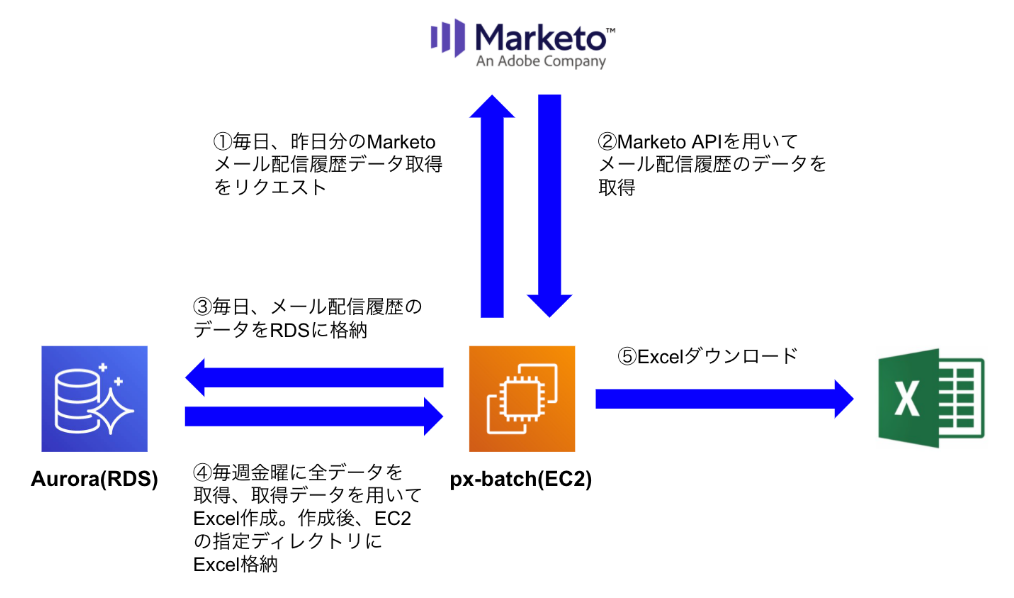 Marketo™
An Adobe Company
①毎日、昨日分のMarketo
メール配信履歴データ取得
をリクエスト
②Marketo APIを用いて
メール配信履歴のデータを
取得
③毎日、メール配信履歴の
データをRDSに格納
⑤Excelダウンロード
X
Aurora(RDS)
px-batch(EC2)
④毎週金曜に全データを
取得、取得データを用いて
Excel作成。作成後、EC2
の指定ディレクトリに
Excel格納